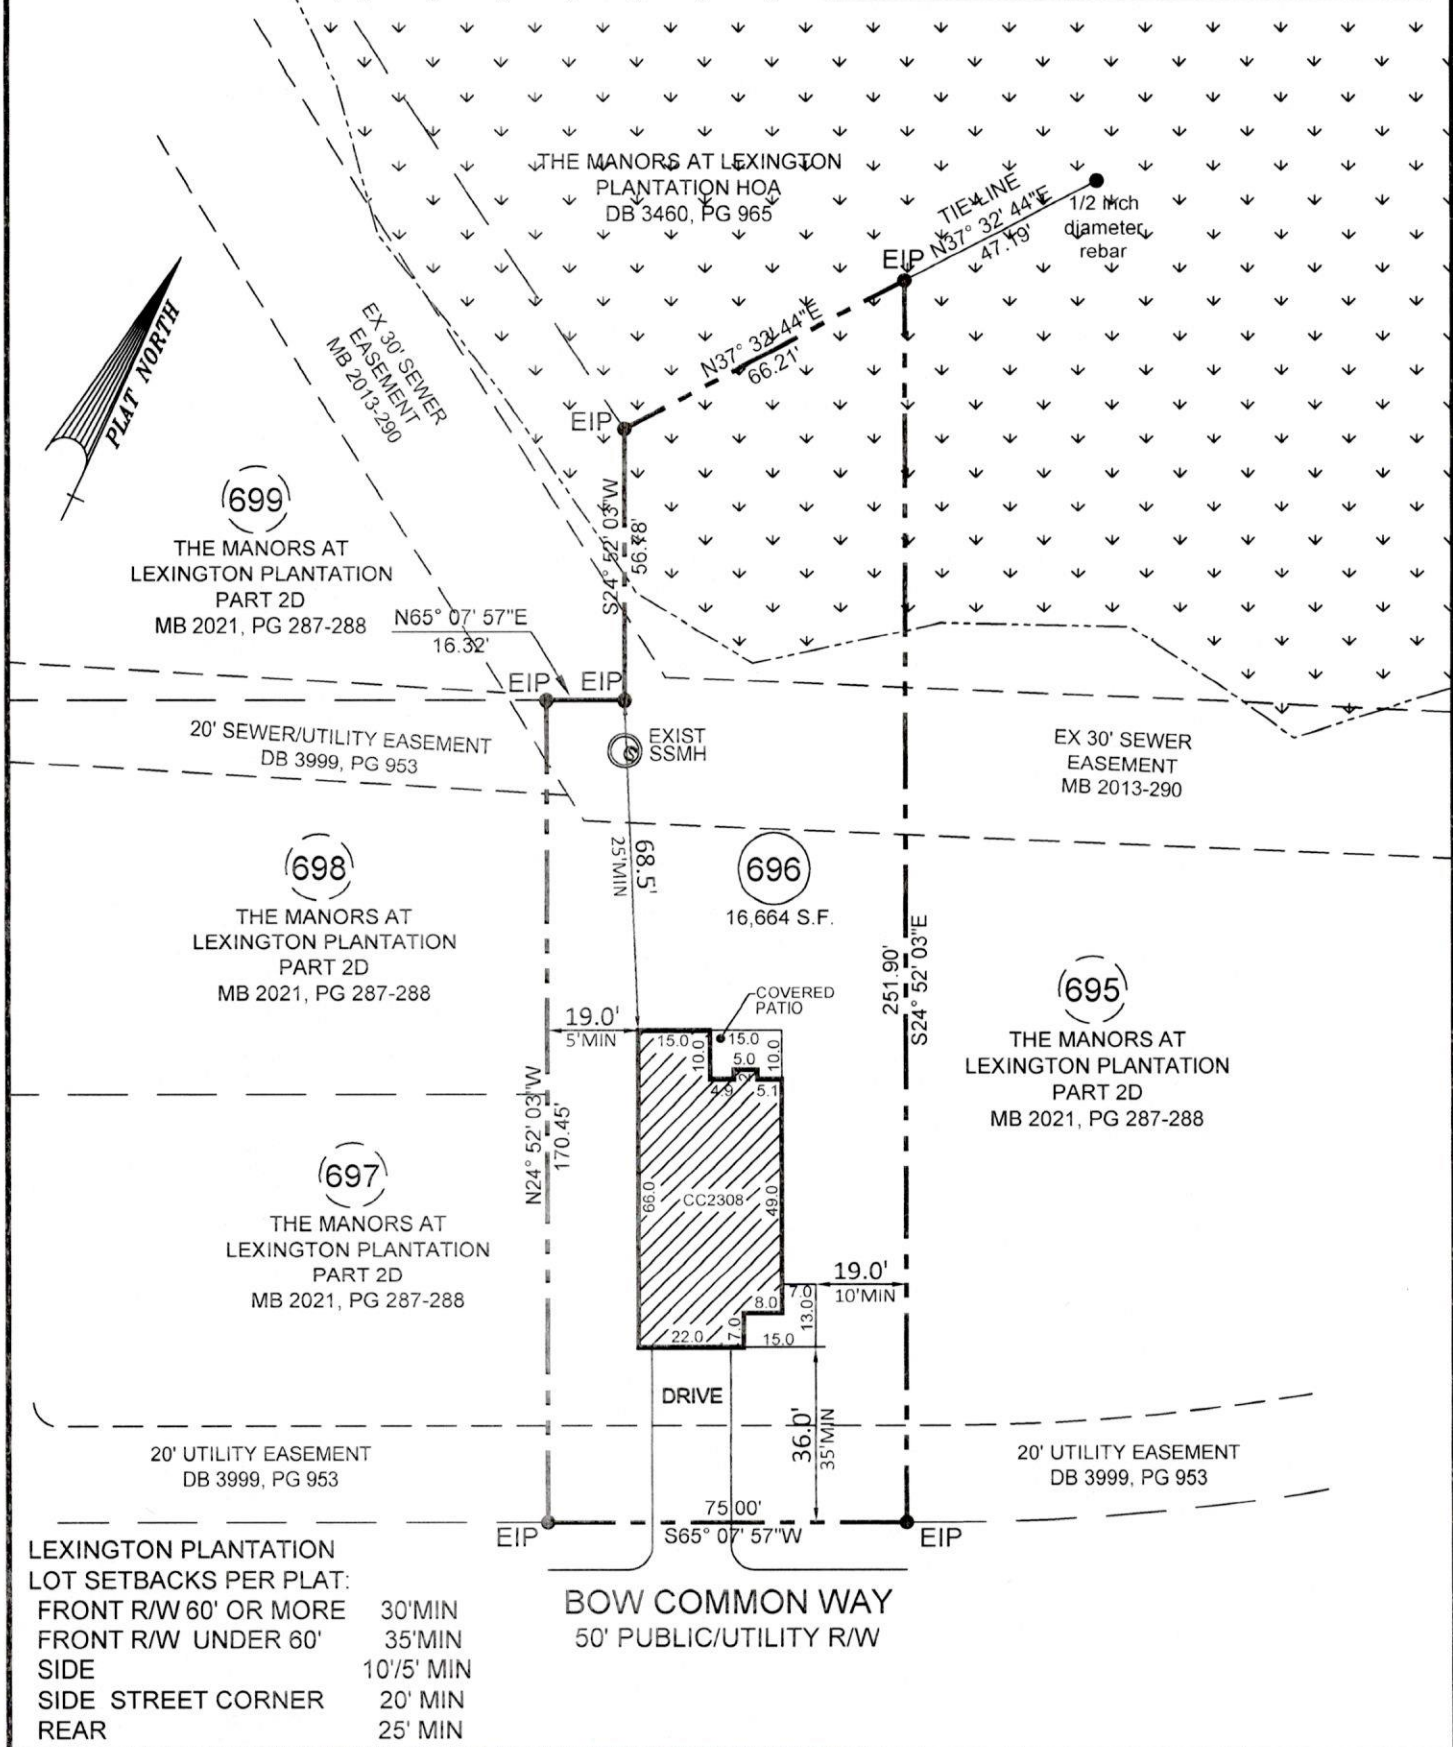 THE MANORS AT LEXINGTON
PLANTATION HOA
DB 3460, PG 965
TIE LINE
N37° 32' 44"E
47.19'
1/2 inch
diameter
rebar
EIP
N37° 32' 44"E
66.21'
EX 30' SEWER
EASEMENT
MB 2013-290
PLAT NORTH
EIP
S24° 52' 03"W
56.78'
699
THE MANORS AT
LEXINGTON PLANTATION
PART 2D
MB 2021, PG 287-288
N65° 07' 57"E
16.32'
EIP
EIP
20' SEWER/UTILITY EASEMENT
DB 3999, PG 953
EXIST
SSMH
S
EX 30' SEWER
EASEMENT
MB 2013-290
68.5'
25'MIN
696
16,664 S.F.
698
THE MANORS AT
LEXINGTON PLANTATION
PART 2D
MB 2021, PG 287-288
251.90'
S24° 52' 03"E
695
THE MANORS AT
LEXINGTON PLANTATION
PART 2D
MB 2021, PG 287-288
COVERED
PATIO
19.0'
5'MIN
15.0
10.0
15.0
5.0
10.0
4.9
2
5.1
N24° 52' 03"W
170.45'
697
THE MANORS AT
LEXINGTON PLANTATION
PART 2D
MB 2021, PG 287-288
66.0
CC2308
49.0
19.0'
10'MIN
7.0
8.0
13.0
22.0
7.0
15.0
DRIVE
36.0'
35'MIN
20' UTILITY EASEMENT
DB 3999, PG 953
20' UTILITY EASEMENT
DB 3999, PG 953
EIP
75.00'
S65° 07' 57"W
EIP
BOW COMMON WAY
50' PUBLIC/UTILITY R/W
LEXINGTON PLANTATION
LOT SETBACKS PER PLAT:
FRONT R/W 60' OR MORE 30'MIN
FRONT R/W UNDER 60' 35'MIN
SIDE 10'/5' MIN
SIDE STREET CORNER 20' MIN
REAR 25' MIN